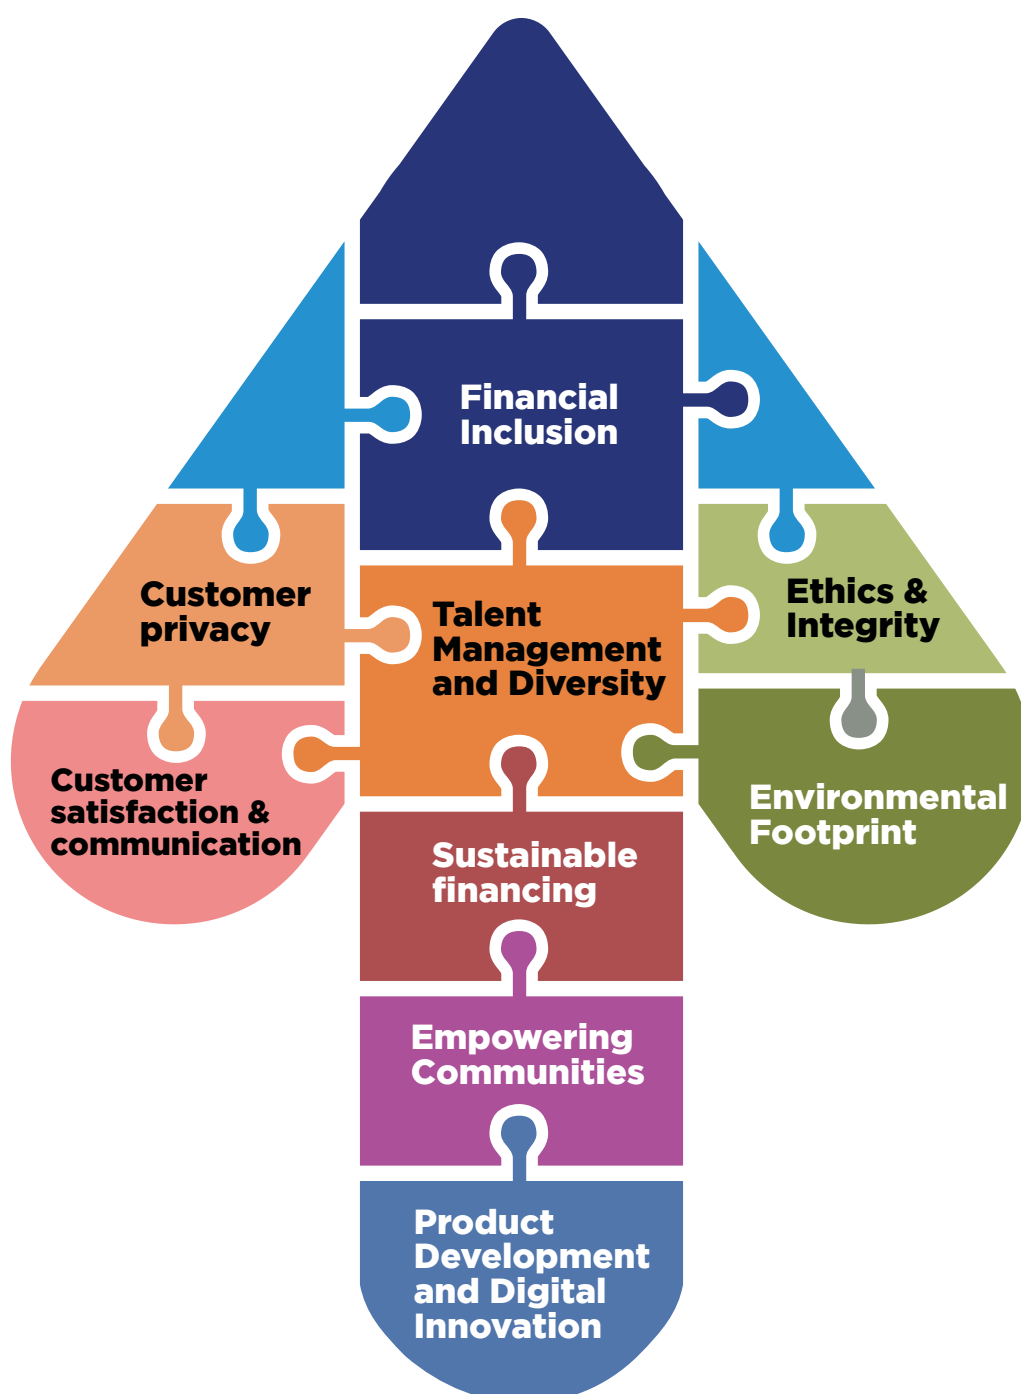 Financial
Inclusion
Customer
privacy
Talent
Management
and Diversity
Ethics &
Integrity
Customer
satisfaction &
communication
Environmental
Footprint
Sustainable
financing
Empowering
Communities
Product
Development
and Digital
Innovation